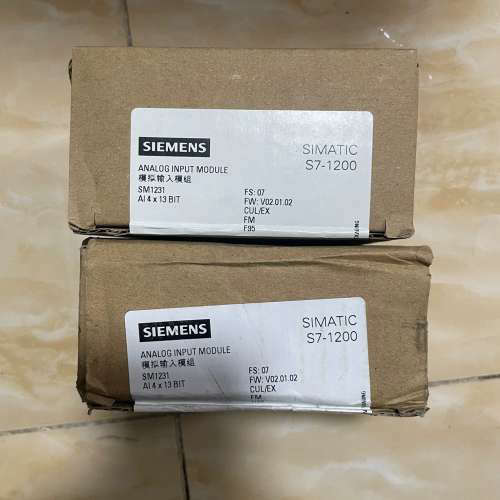 SIEMENS
SIMATIC
S7-1200
ANALOG INPUT MODULE
模拟输入模组
SM1231
AI 4 x 13 BIT
FS: 07
FW: V02.01.02
CUL/EX
FM
F95
SIEMENS
SIMATIC
S7-1200
ANALOG INPUT MODULE
模拟输入模组
SM1231
AI 4 x 13 BIT
FS: 07
FW: V02.01.02
CUL/EX
FM